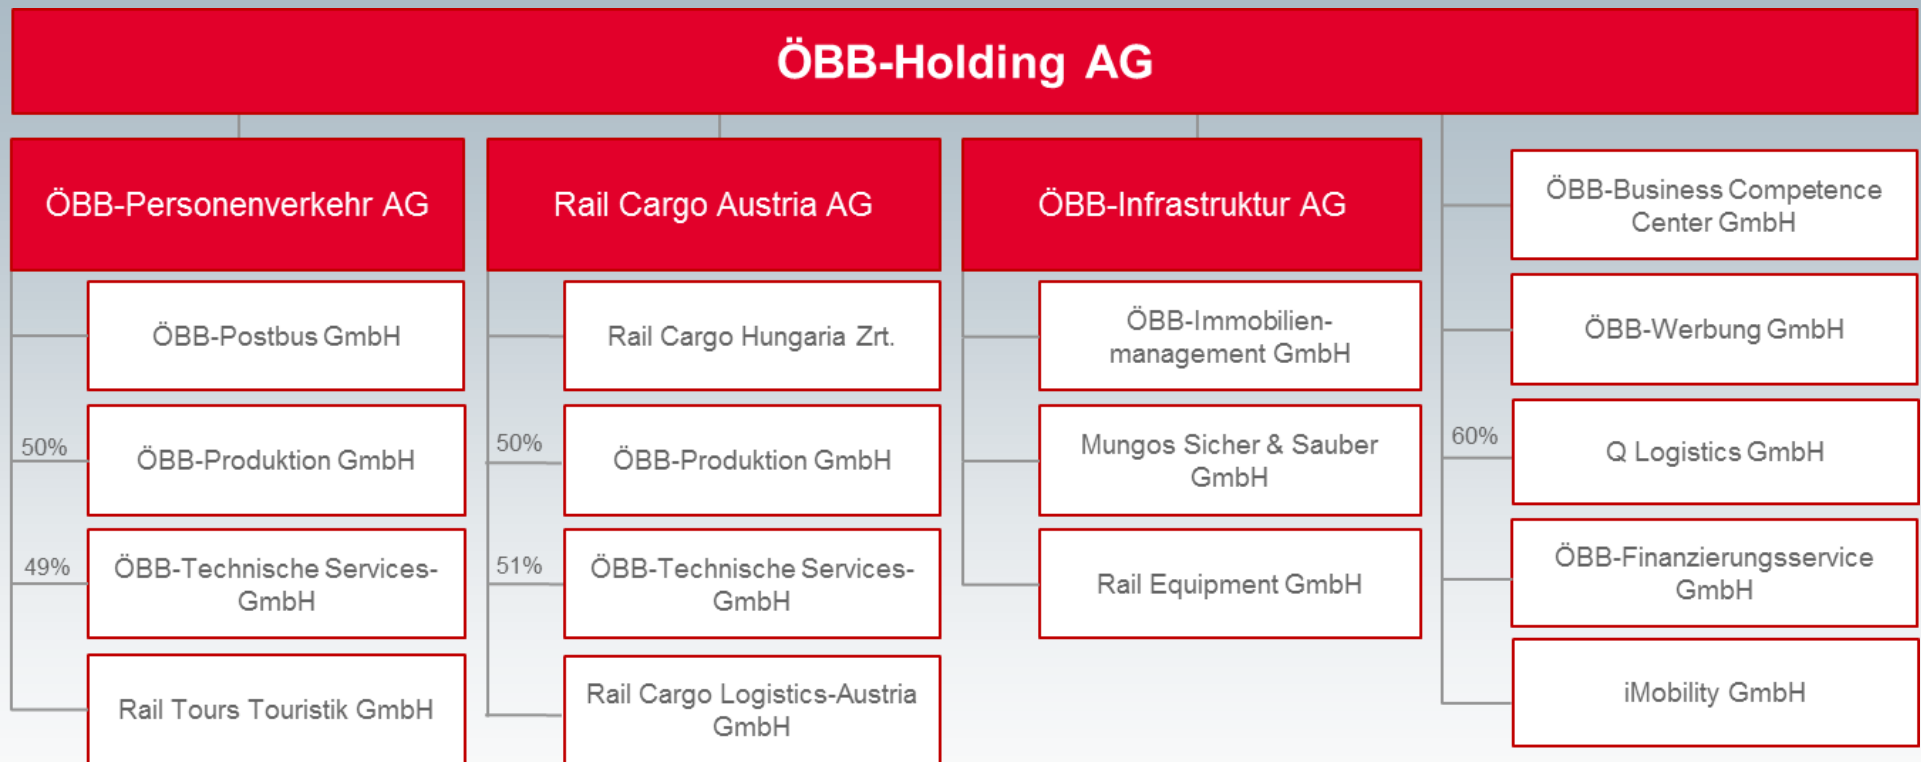 ÖBB-Holding AG
ÖBB-Personenverkehr AG
ÖBB-Postbus GmbH
50%
ÖBB-Produktion GmbH
49%
ÖBB-Technische Services-
GmbH
Rail Tours Touristik GmbH
Rail Cargo Austria AG
Rail Cargo Hungaria Zrt.
50%
ÖBB-Produktion GmbH
51%
ÖBB-Technische Services-
GmbH
Rail Cargo Logistics-Austria
GmbH
ÖBB-Infrastruktur AG
ÖBB-Immobilien-
management GmbH
Mungos Sicher & Sauber
GmbH
Rail Equipment GmbH
ÖBB-Business Competence
Center GmbH
ÖBB-Werbung GmbH
60%
Q Logistics GmbH
ÖBB-Finanzierungsservice
GmbH
iMobility GmbH